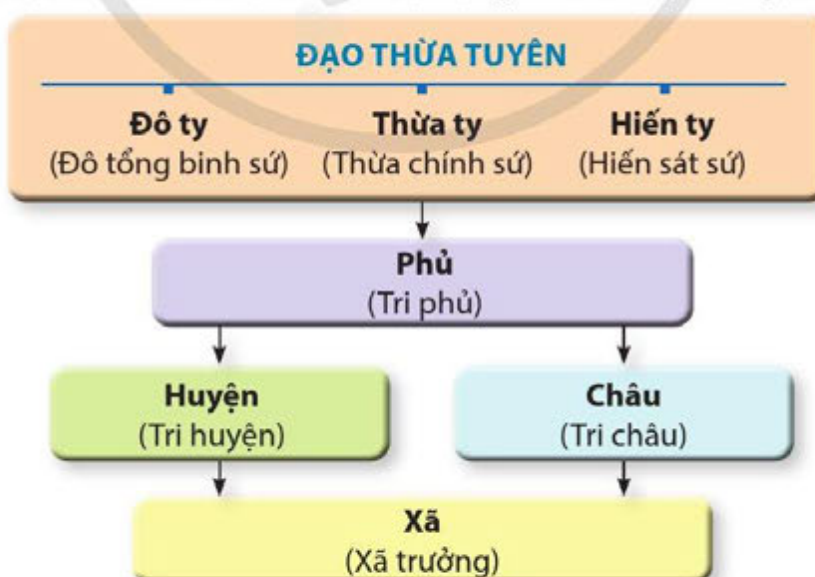 ĐẠO THỪA TUYÊN
Đô ty Thừa ty Hiến ty
(Đô tổng binh sứ) (Thừa chính sứ) (Hiến sát sứ)
Phủ
(Tri phủ)
Huyện Châu
(Tri huyện) (Tri châu)
Xã
(Xã trưởng)